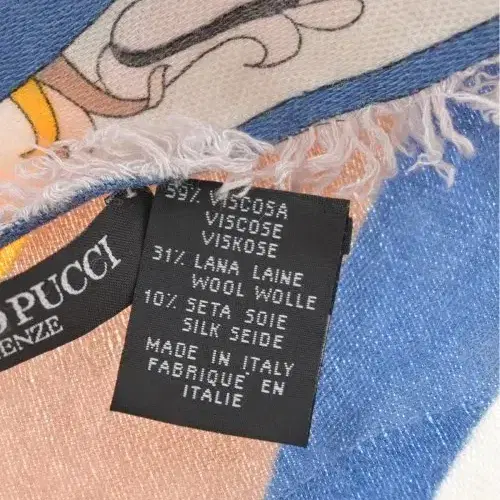 PUCCI
59% VISCOSA
VISCOSE
VISKOSE
31% LANA LAINE
WOOL WOLLE
10% SETA SOIE
SILK SEIDE
MADE IN ITALY
FABRIQUE EN
ITALIE